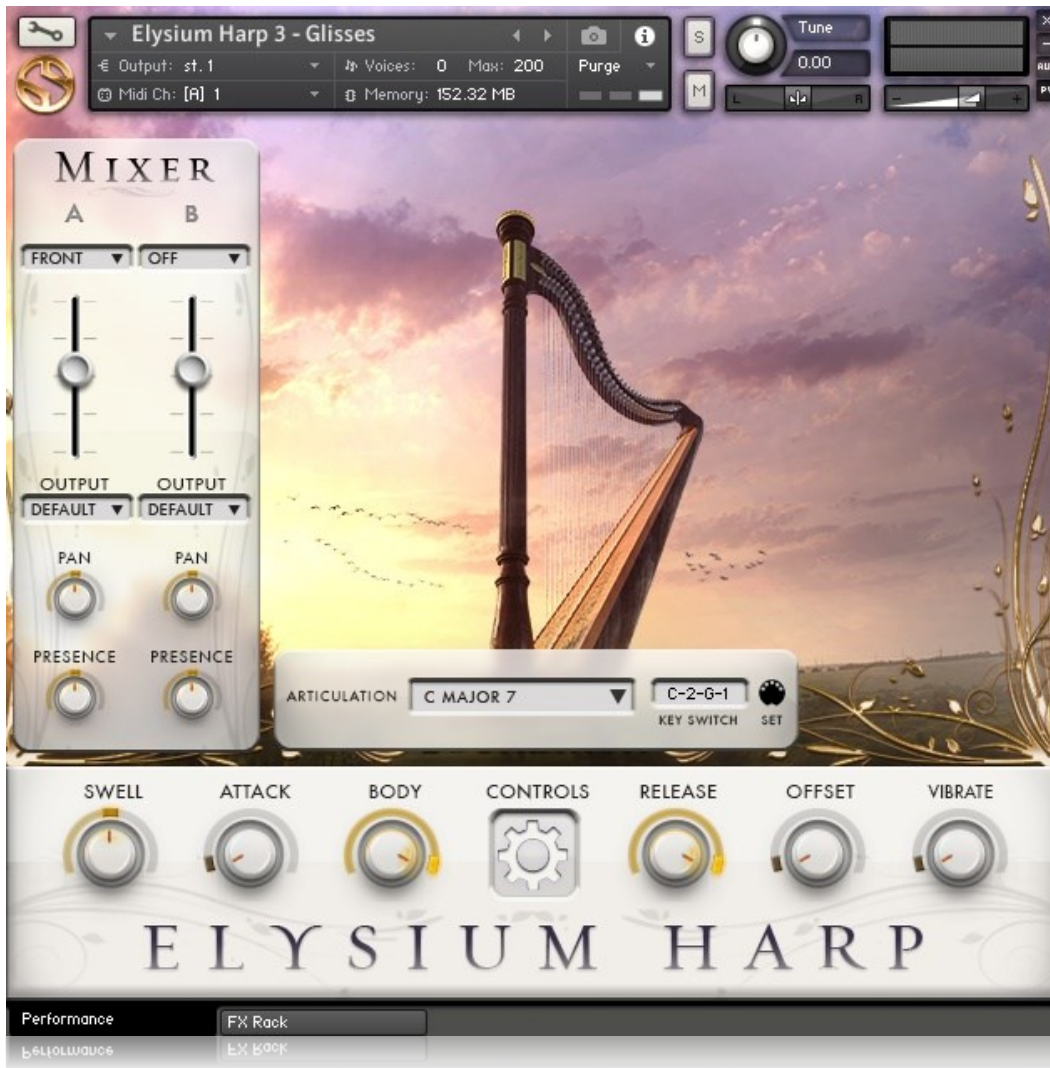 Elysium Harp 3 - Glisses
Output: st.1
Voices: 0 Max: 200
Purge
Midi Ch: [A] 1
Memory: 152.32 MB
S
M
Tune
0.00
L R
- +
MIXER
A B
FRONT OFF
OUTPUT OUTPUT
DEFAULT DEFAULT
PAN PAN
PRESENCE PRESENCE
ARTICULATION C MAJOR 7 C-2-G-1
KEY SWITCH SET
SWELL ATTACK BODY CONTROLS RELEASE OFFSET VIBRATE
ELYSIUM HARP
Performance FX Rack